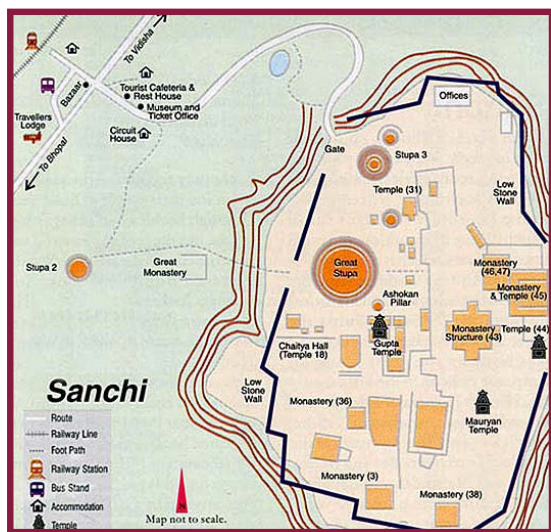 To Vidisha
Bazaar
Tourist Cafeteria &
Rest House
Museum and
Ticket Office
Travellers
Lodge
Circuit
House
To Bhopal
Gate
Offices
Stupa 3
Temple (31)
Low
Stone
Wall
Stupa 2
Great
Monastery
Great
Stupa
Ashokan
Pillar
Monastery
(46,47)
Monastery
& Temple (45)
Chaitya Hall
(Temple 18)
Gupta
Temple
Monastery
Structure (43)
Temple (44)
Sanchi
Low
Stone
Wall
Monastery (36)
Mauryan
Temple
Monastery (3)
Monastery (38)
Route
Railway Line
Foot Path
Railway Station
Bus Stand
Accommodation
Temple
N
Map not to scale.